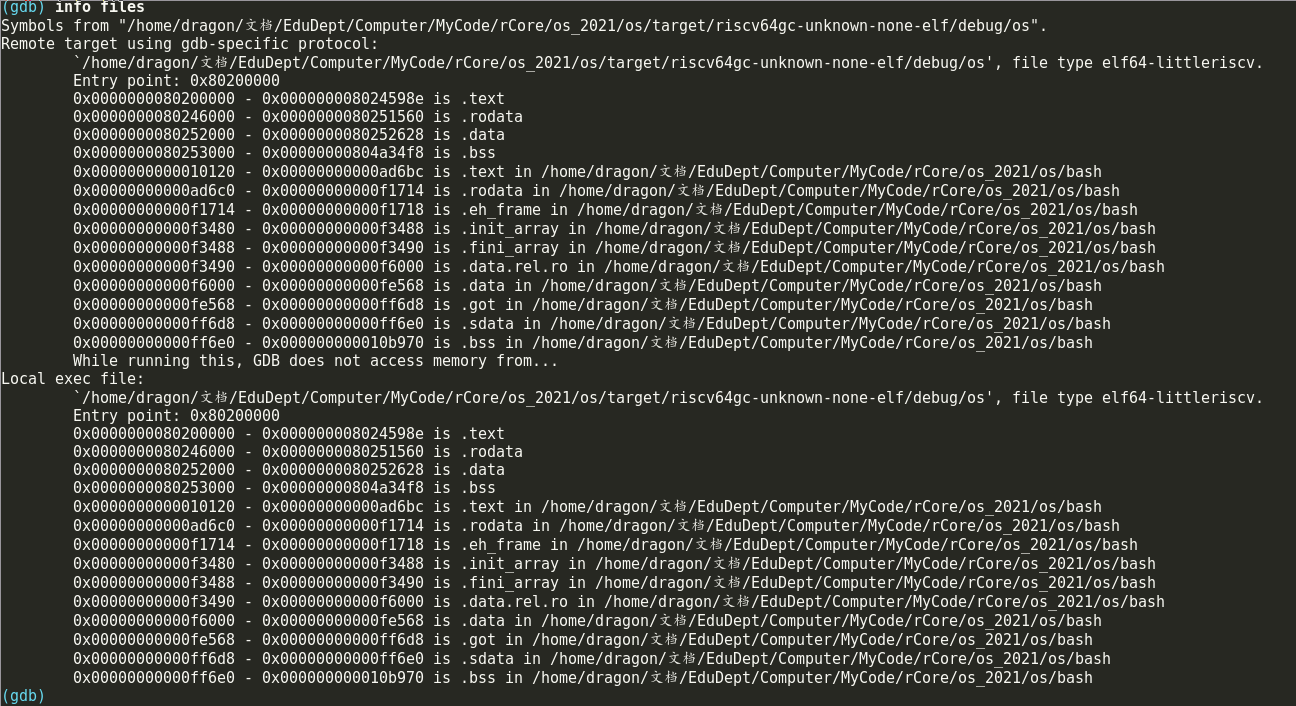 (gdb) info files
Symbols from "/home/dragon/文档/EduDept/Computer/MyCode/rCore/os_2021/os/target/riscv64gc-unknown-none-elf/debug/os".
Remote target using gdb-specific protocol:
`/home/dragon/文档/EduDept/Computer/MyCode/rCore/os_2021/os/target/riscv64gc-unknown-none-elf/debug/os', file type elf64-littleriscv.
Entry point: 0x80200000
0x0000000080200000 - 0x000000008024598e is .text
0x0000000080246000 - 0x0000000080251560 is .rodata
0x0000000080252000 - 0x0000000080252628 is .data
0x0000000080253000 - 0x00000000804a34f8 is .bss
0x0000000000010120 - 0x00000000000ad6bc is .text in /home/dragon/文档/EduDept/Computer/MyCode/rCore/os_2021/os/bash
0x00000000000ad6c0 - 0x00000000000f1714 is .rodata in /home/dragon/文档/EduDept/Computer/MyCode/rCore/os_2021/os/bash
0x00000000000f1714 - 0x00000000000f1718 is .eh_frame in /home/dragon/文档/EduDept/Computer/MyCode/rCore/os_2021/os/bash
0x00000000000f3480 - 0x00000000000f3488 is .init_array in /home/dragon/文档/EduDept/Computer/MyCode/rCore/os_2021/os/bash
0x00000000000f3488 - 0x00000000000f3490 is .fini_array in /home/dragon/文档/EduDept/Computer/MyCode/rCore/os_2021/os/bash
0x00000000000f3490 - 0x00000000000f6000 is .data.rel.ro in /home/dragon/文档/EduDept/Computer/MyCode/rCore/os_2021/os/bash
0x00000000000f6000 - 0x00000000000fe568 is .data in /home/dragon/文档/EduDept/Computer/MyCode/rCore/os_2021/os/bash
0x00000000000fe568 - 0x00000000000ff6d8 is .got in /home/dragon/文档/EduDept/Computer/MyCode/rCore/os_2021/os/bash
0x00000000000ff6d8 - 0x00000000000ff6e0 is .sdata in /home/dragon/文档/EduDept/Computer/MyCode/rCore/os_2021/os/bash
0x00000000000ff6e0 - 0x000000000010b970 is .bss in /home/dragon/文档/EduDept/Computer/MyCode/rCore/os_2021/os/bash
While running this, GDB does not access memory from...
Local exec file:
`/home/dragon/文档/EduDept/Computer/MyCode/rCore/os_2021/os/target/riscv64gc-unknown-none-elf/debug/os', file type elf64-littleriscv.
Entry point: 0x80200000
0x0000000080200000 - 0x000000008024598e is .text
0x0000000080246000 - 0x0000000080251560 is .rodata
0x0000000080252000 - 0x0000000080252628 is .data
0x0000000080253000 - 0x00000000804a34f8 is .bss
0x0000000000010120 - 0x00000000000ad6bc is .text in /home/dragon/文档/EduDept/Computer/MyCode/rCore/os_2021/os/bash
0x00000000000ad6c0 - 0x00000000000f1714 is .rodata in /home/dragon/文档/EduDept/Computer/MyCode/rCore/os_2021/os/bash
0x00000000000f1714 - 0x00000000000f1718 is .eh_frame in /home/dragon/文档/EduDept/Computer/MyCode/rCore/os_2021/os/bash
0x00000000000f3480 - 0x00000000000f3488 is .init_array in /home/dragon/文档/EduDept/Computer/MyCode/rCore/os_2021/os/bash
0x00000000000f3488 - 0x00000000000f3490 is .fini_array in /home/dragon/文档/EduDept/Computer/MyCode/rCore/os_2021/os/bash
0x00000000000f3490 - 0x00000000000f6000 is .data.rel.ro in /home/dragon/文档/EduDept/Computer/MyCode/rCore/os_2021/os/bash
0x00000000000f6000 - 0x00000000000fe568 is .data in /home/dragon/文档/EduDept/Computer/MyCode/rCore/os_2021/os/bash
0x00000000000fe568 - 0x00000000000ff6d8 is .got in /home/dragon/文档/EduDept/Computer/MyCode/rCore/os_2021/os/bash
0x00000000000ff6d8 - 0x00000000000ff6e0 is .sdata in /home/dragon/文档/EduDept/Computer/MyCode/rCore/os_2021/os/bash
0x00000000000ff6e0 - 0x000000000010b970 is .bss in /home/dragon/文档/EduDept/Computer/MyCode/rCore/os_2021/os/bash
(gdb)